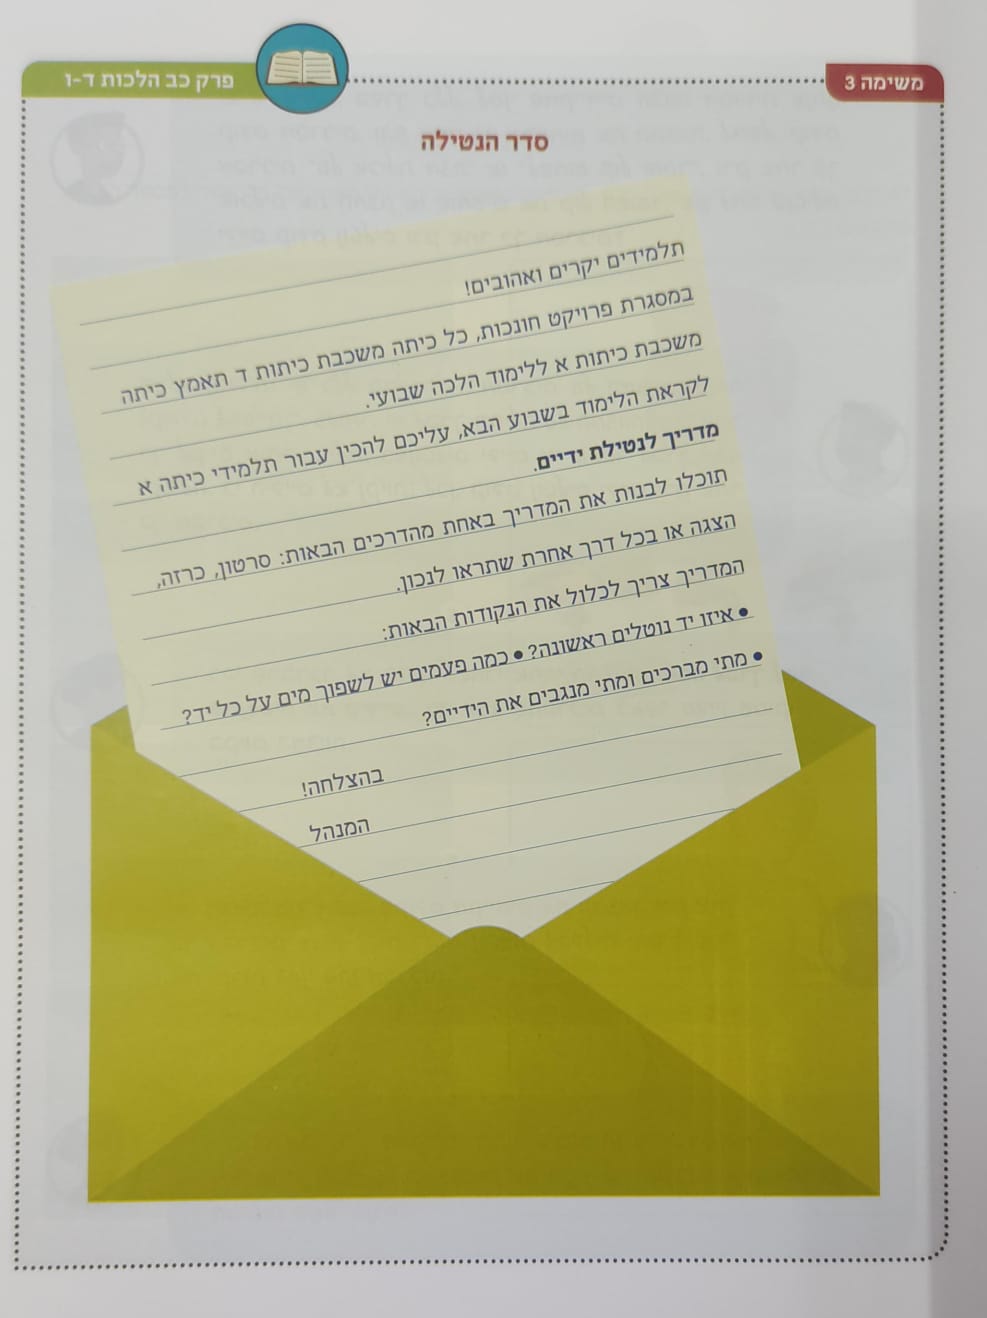 משימה 3
פרק כב הלכות ד-ו
סדר הנטילה
תלמידים יקרים ואהובים!
במסגרת פרויקט חונכות, כל כיתה משכבת כיתות ד תאמץ כיתה
משכבת כיתות א ללימוד הלכה שבועי.
לקראת הלימוד בשבוע הבא, עליכם להכין עבור תלמידי כיתה א
מדריך לנטילת ידיים.
תוכלו לבנות את המדריך באחת מהדרכים הבאות: סרטון, כרזה,
הצגה או בכל דרך אחרת שתראו לנכון.
המדריך צריך לכלול את הנקודות הבאות:
• איזו יד נוטלים ראשונה? • כמה פעמים יש לשפוך מים על כל יד?
• מתי מברכים ומתי מנגבים את הידיים?
בהצלחה!
המנהל